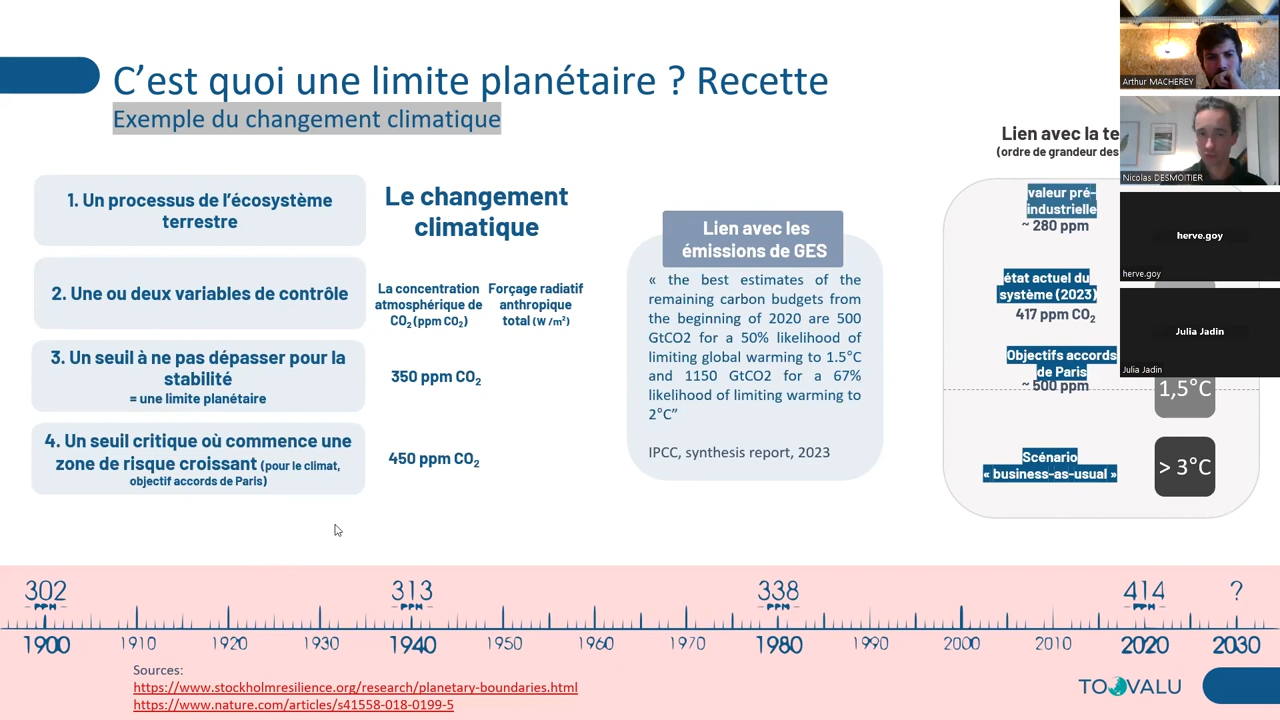 C’est quoi une limite planétaire ? Recette
Exemple du changement climatique
1. Un processus de l’écosystème
terrestre
2. Une ou deux variables de contrôle
3. Un seuil à ne pas dépasser pour la
stabilité
= une limite planétaire
4. Un seuil critique où commence une
zone de risque croissant (pour le climat,
objectif accords de Paris)
Le changement
climatique
La concentration
atmosphérique de
CO₂ (ppm CO₂)
Forçage radiatif
anthropique
total (W /m²)
350 ppm CO₂
450 ppm CO₂
Lien avec les
émissions de GES
« the best estimates of the
remaining carbon budgets from
the beginning of 2020 are 500
GtCO2 for a 50% likelihood of
limiting global warming to 1.5°C
and 1150 GtCO2 for a 67%
likelihood of limiting warming to
2°C”
IPCC, synthesis report, 2023
Lien avec la te
(ordre de grandeur des
valeur pré-
industrielle
~ 280 ppm
état actuel du
système (2023)
417 ppm CO₂
Objectifs accords
de Paris
~ 500 ppm
1,5°C
Scénario
« business-as-usual »
> 3°C
Arthur MACHEREY
Nicolas DESMOITIER
herve.goy
herve.goy
Julia Jadin
Julia Jadin
302 313 338 414 ?
PPM PPM PPM PPM
1900 1910 1920 1930 1940 1950 1960 1970 1980 1990 2000 2010 2020 2030
Sources:
https://www.stockholmresilience.org/research/planetary-boundaries.html
https://www.nature.com/articles/s41558-018-0199-5
TOOVALU